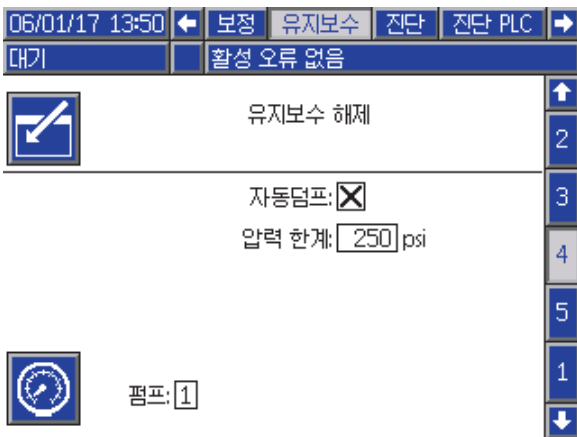 06/01/17 13:50 보정 유지보수 진단 진단 PLC
대기 활성 오류 없음
유지보수 해제
2
자동덤프:
3
압력 한계: 250 psi
4
5
펌프: 1
1